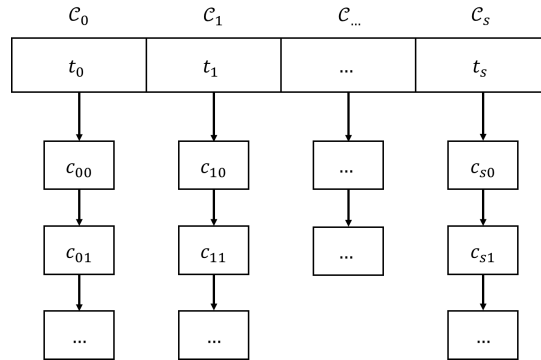 𝒞₀ 𝒞₁ 𝒞... 𝒞ₛ
t₀ t₁ ... tₛ
c₀₀ c₁₀ ... cₛ₀
c₀₁ c₁₁ ... cₛ₁
... ... ...